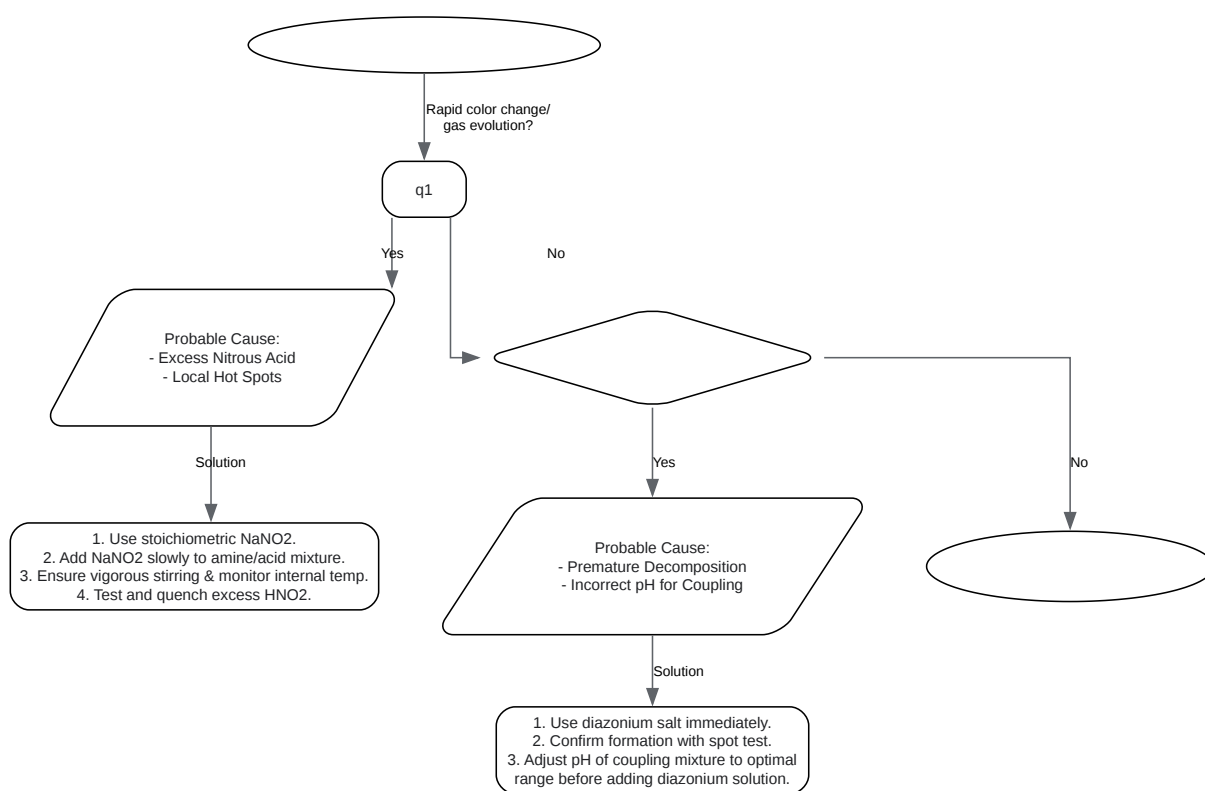 Rapid color change/
gas evolution?
q1
Yes
No
Probable Cause:
- Excess Nitrous Acid
- Local Hot Spots
Solution
1. Use stoichiometric NaNO2.
2. Add NaNO2 slowly to amine/acid mixture.
3. Ensure vigorous stirring & monitor internal temp.
4. Test and quench excess HNO2.
Yes
No
Probable Cause:
- Premature Decomposition
- Incorrect pH for Coupling
Solution
1. Use diazonium salt immediately.
2. Confirm formation with spot test.
3. Adjust pH of coupling mixture to optimal
range before adding diazonium solution.